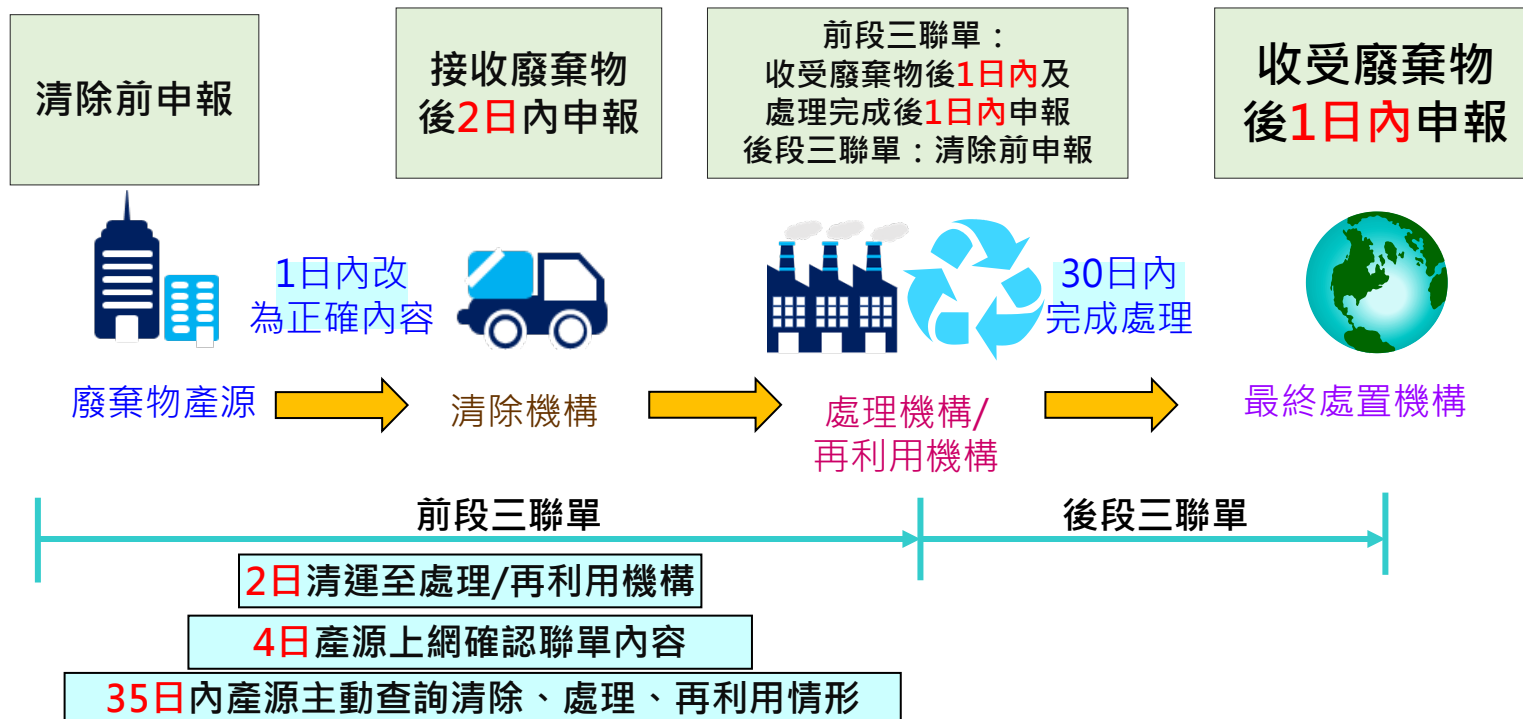 清除前申報
接收廢棄物
後2日內申報
前段三聯單：
收受廢棄物後1日內及
處理完成後1日內申報
後段三聯單：清除前申報
收受廢棄物
後1日內申報
1日內改
為正確內容
30日內
完成處理
廢棄物產源
清除機構
處理機構/
再利用機構
最終處置機構
前段三聯單
後段三聯單
2日清運至處理/再利用機構
4日產源上網確認聯單內容
35日內產源主動查詢清除、處理、再利用情形